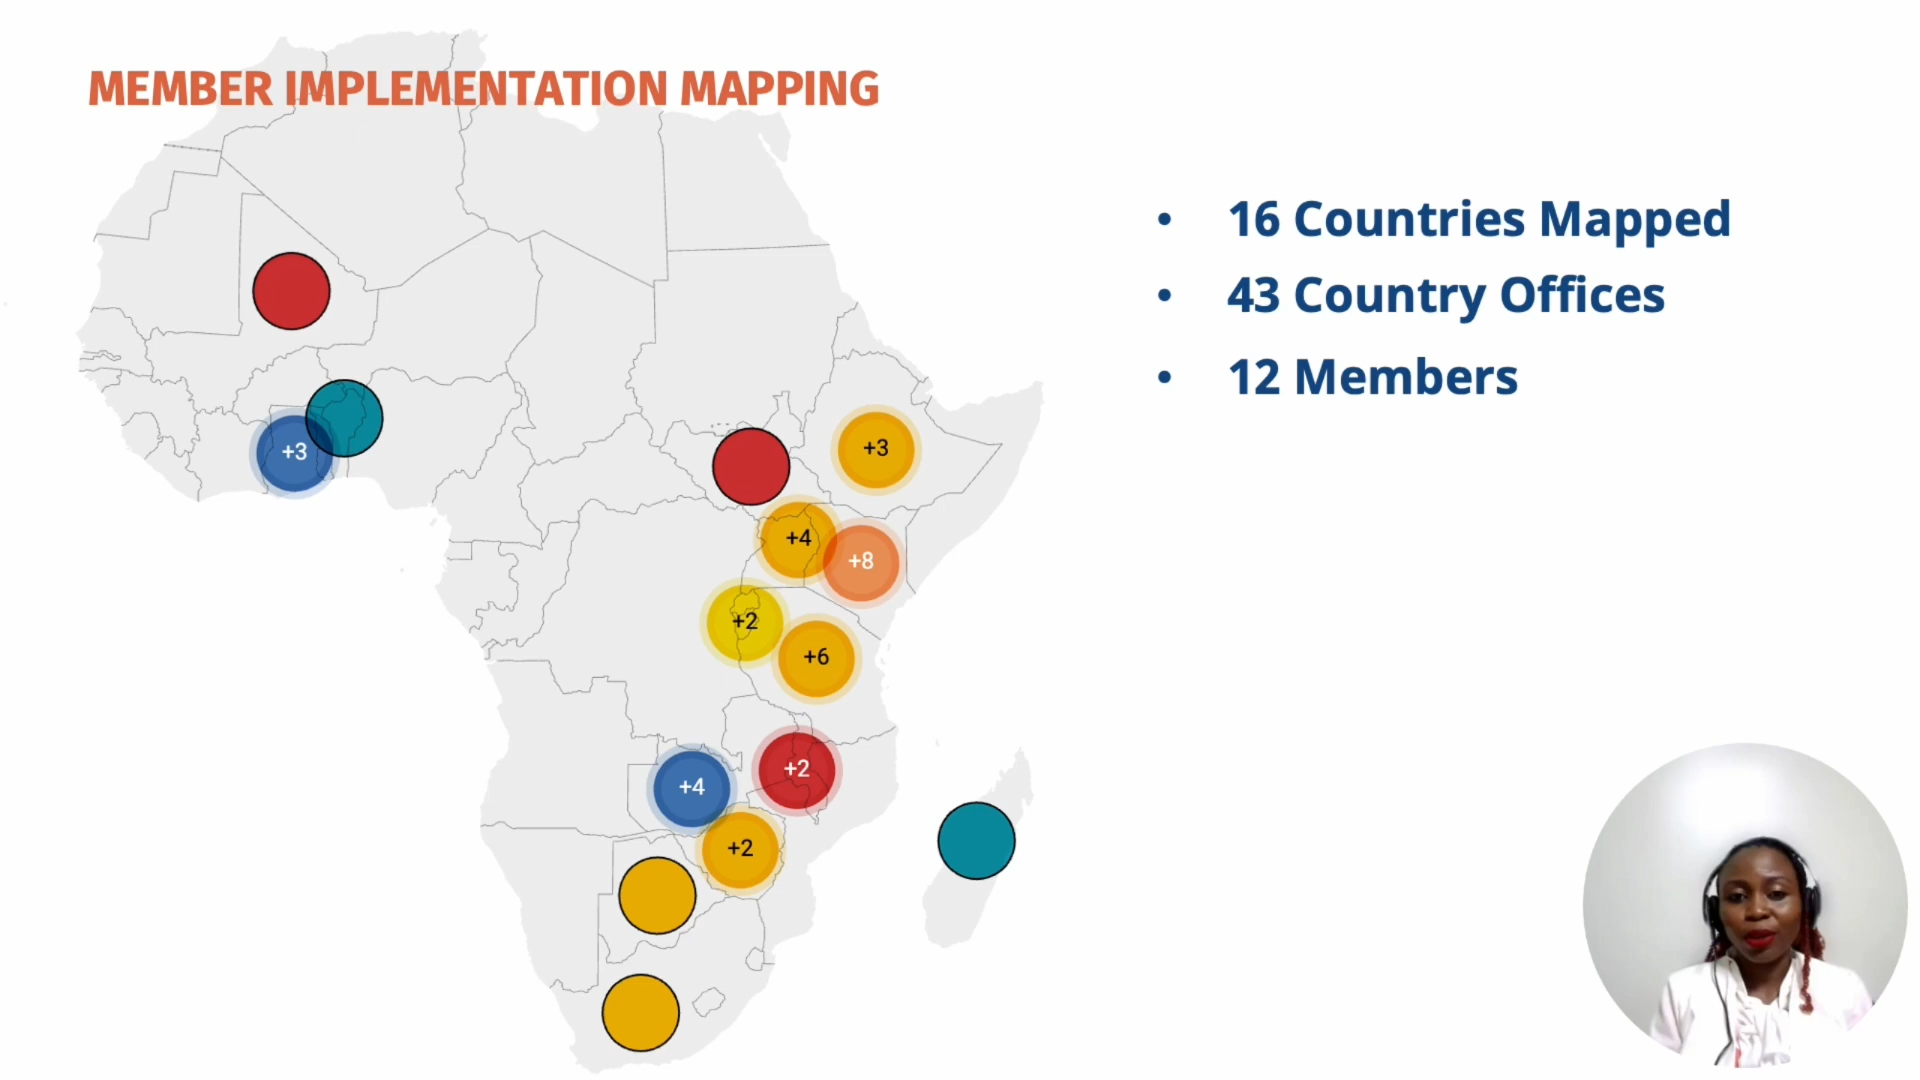 MEMBER IMPLEMENTATION MAPPING
• 16 Countries Mapped
• 43 Country Offices
• 12 Members
+3
+3
+4
+8
+2
+6
+2
+4
+2